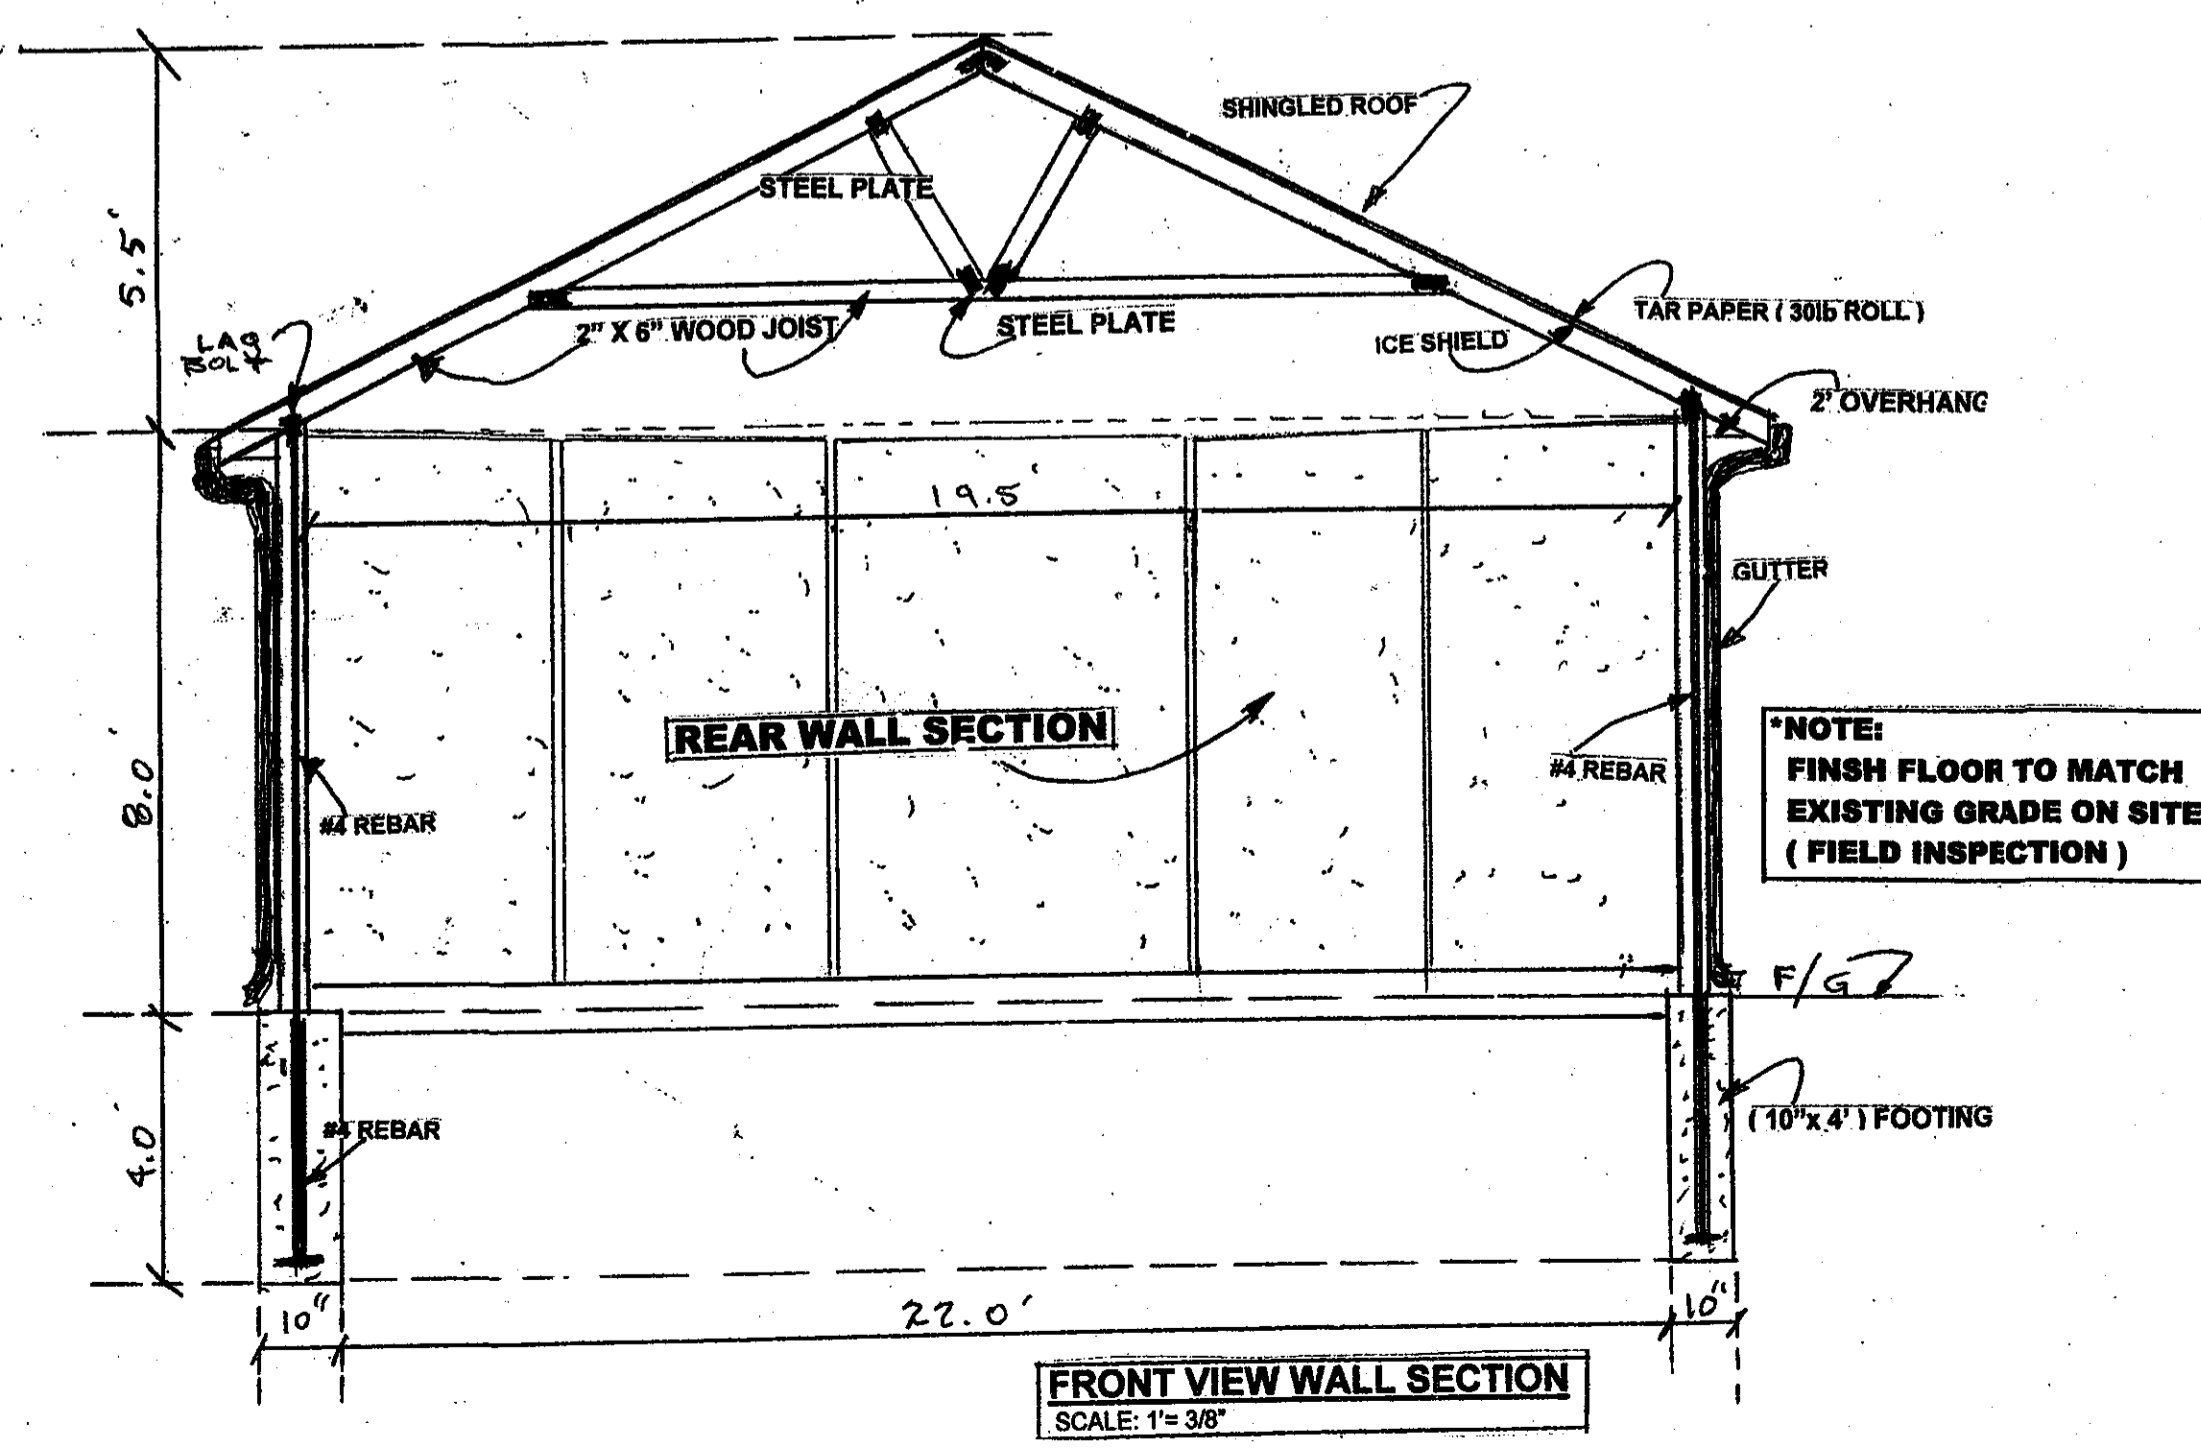 SHINGLED ROOF
STEEL PLATE
5.5'
TAR PAPER ( 30lb ROLL )
2" X 6" WOOD JOIST
STEEL PLATE
ICE SHIELD
LAG
BOLT
2' OVERHANG
19.5'
GUTTER
REAR WALL SECTION
*NOTE:
FINSH FLOOR TO MATCH
EXISTING GRADE ON SITE
( FIELD INSPECTION )
8.0'
#4 REBAR
#4 REBAR
F/G
4.0'
#4 REBAR
( 10"x 4' ) FOOTING
10"
22.0'
10"
FRONT VIEW WALL SECTION
SCALE: 1'= 3/8"